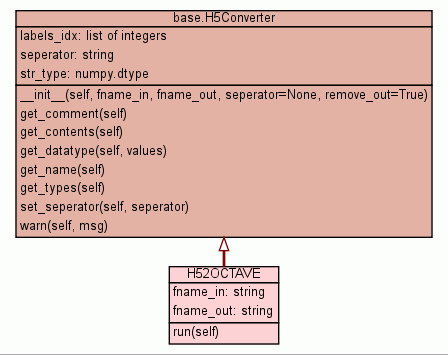 base.H5Converter
labels_idx: list of integers
seperator: string
str_type: numpy.dtype
__init__(self, fname_in, fname_out, seperator=None, remove_out=True)
get_comment(self)
get_contents(self)
get_datatype(self, values)
get_name(self)
get_types(self)
set_seperator(self, seperator)
warn(self, msg)
H52OCTAVE
fname_in: string
fname_out: string
run(self)